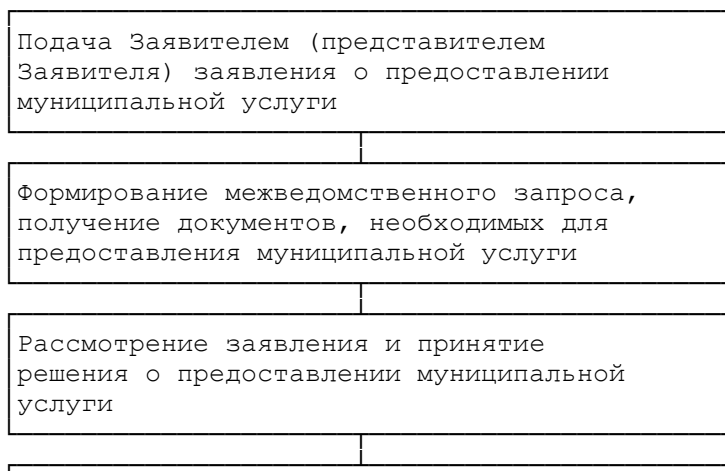 Подача Заявителем (представителем
Заявителя) заявления о предоставлении
муниципальной услуги
Формирование межведомственного запроса,
получение документов, необходимых для
предоставления муниципальной услуги
Рассмотрение заявления и принятие
решения о предоставлении муниципальной
услуги